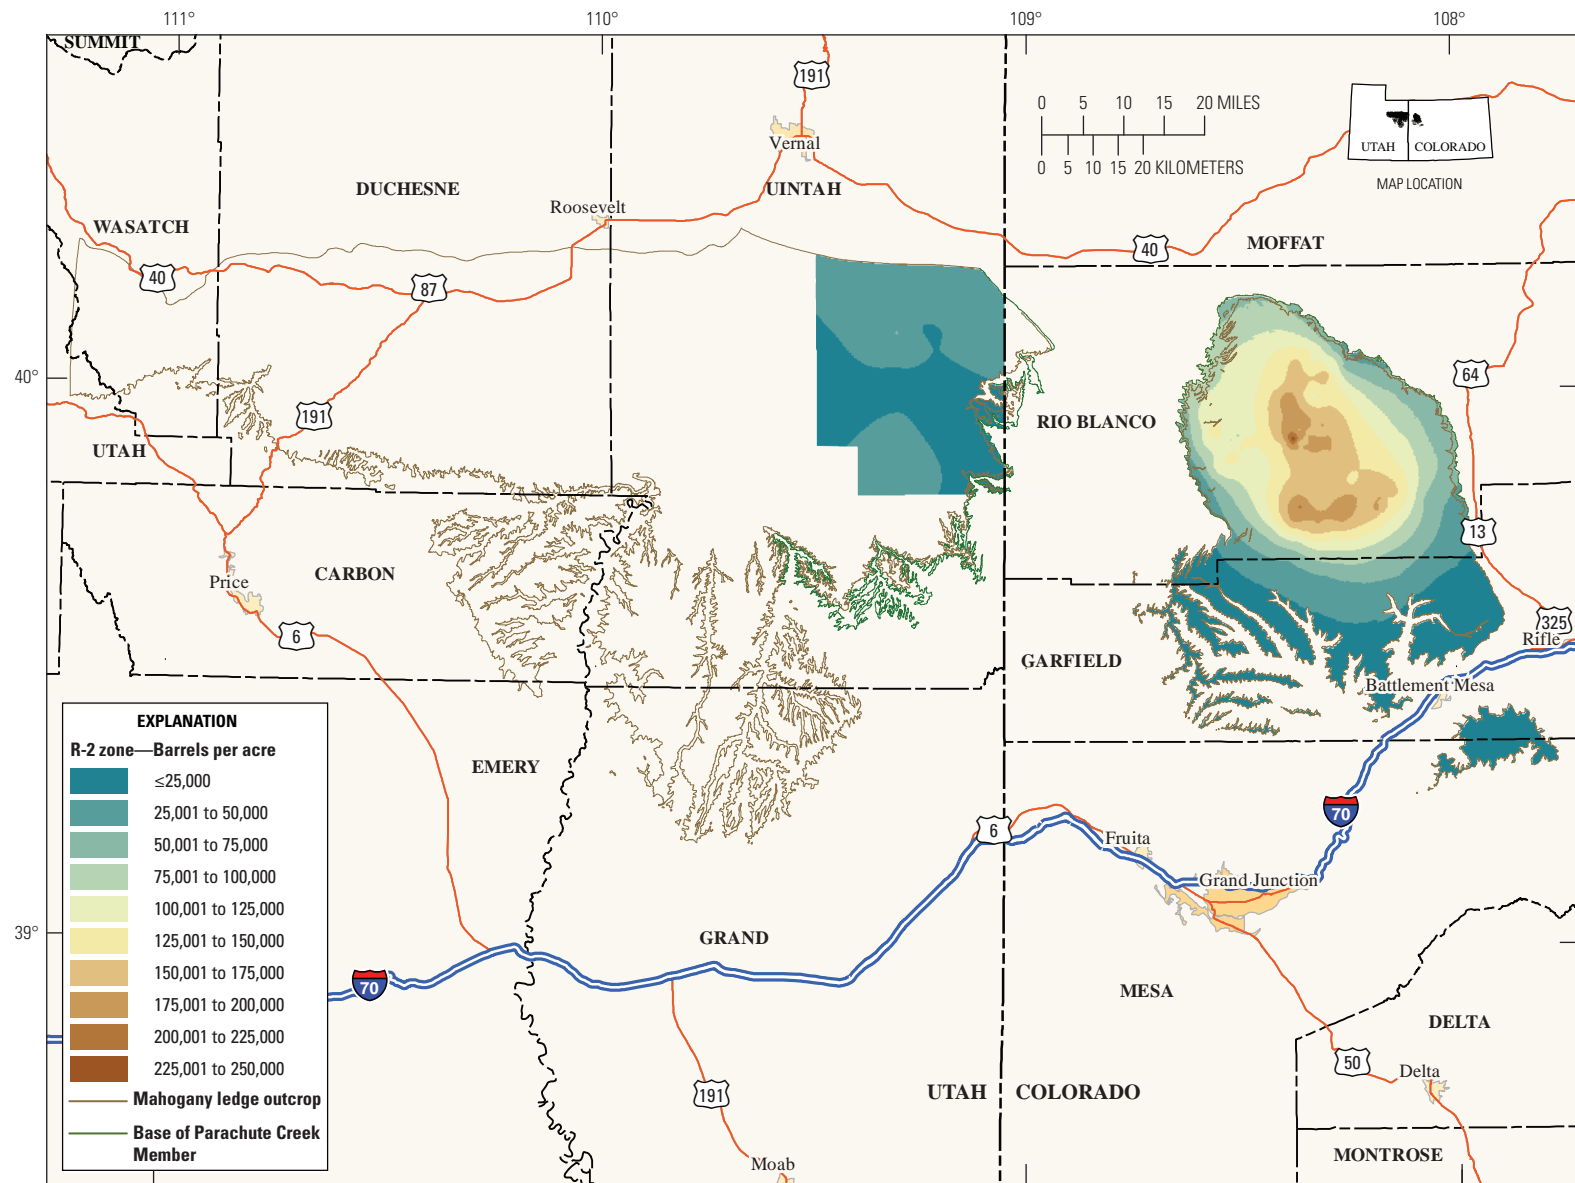 111°
110°
109°
108°
SUMMIT
191
0 5 10 15 20 MILES
0 5 10 15 20 KILOMETERS
UTAH
COLORADO
MAP LOCATION
Vernal
DUCHESNE
UINTAH
Roosevelt
WASATCH
40
87
40
MOFFAT
40°
64
191
RIO BLANCO
UTAH
13
Price
CARBON
6
325
Rifle
GARFIELD
Battlement Mesa
EMERY
70
6
Fruita
Grand Junction
39°
GRAND
70
MESA
DELTA
50
Delta
191
UTAH
COLORADO
MONTROSE
Moab
EXPLANATION
R-2 zone—Barrels per acre
≤25,000
25,001 to 50,000
50,001 to 75,000
75,001 to 100,000
100,001 to 125,000
125,001 to 150,000
150,001 to 175,000
175,001 to 200,000
200,001 to 225,000
225,001 to 250,000
Mahogany ledge outcrop
Base of Parachute Creek
Member